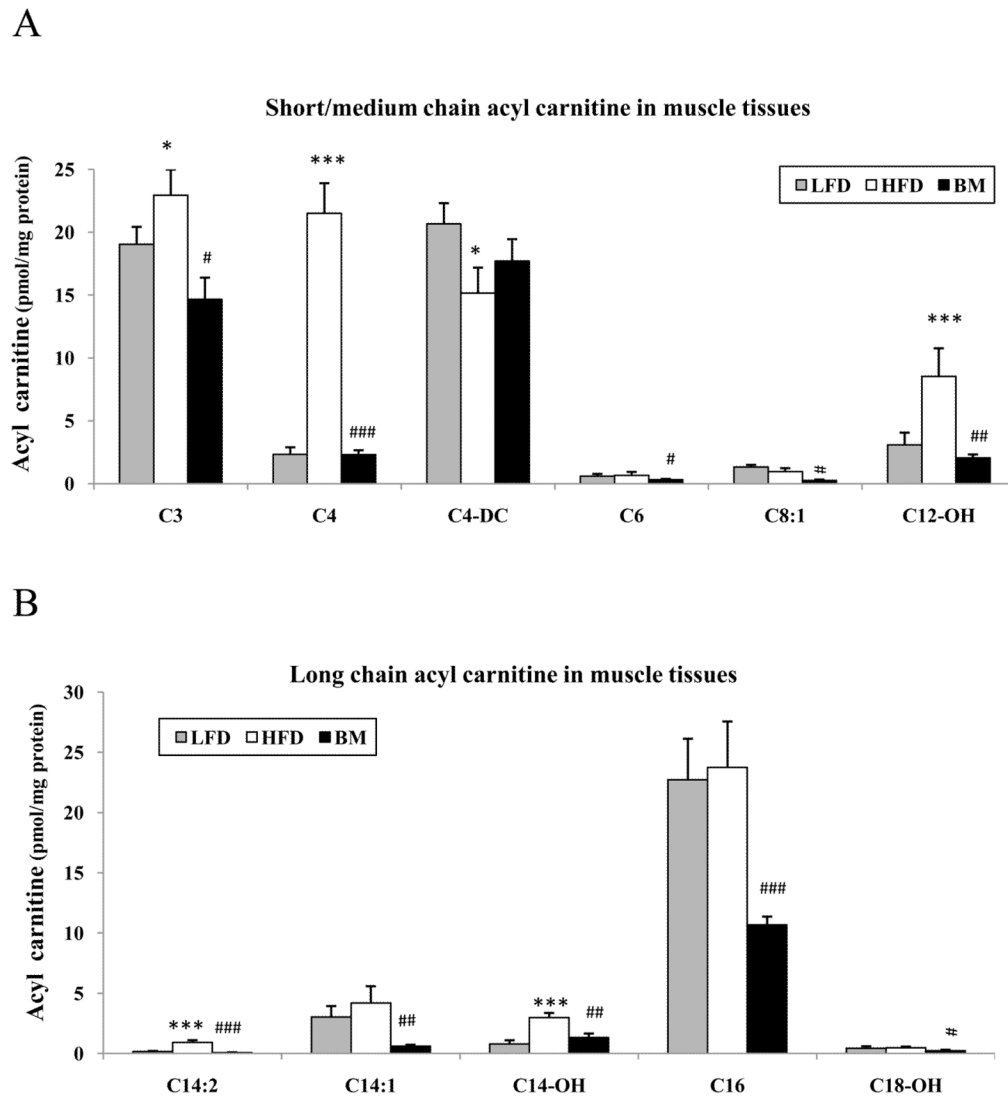 A
Short/medium chain acyl carnitine in muscle tissues
Acyl carnitine (pmol/mg protein)
25
20
15
10
5
0
LFD HFD BM
* *** * ***
# ### # # ##
C3 C4 C4-DC C6 C8:1 C12-OH
B
Long chain acyl carnitine in muscle tissues
Acyl carnitine (pmol/mg protein)
30
25
20
15
10
5
0
LFD HFD BM
*** ### ## *** ## ### #
C14:2 C14:1 C14-OH C16 C18-OH